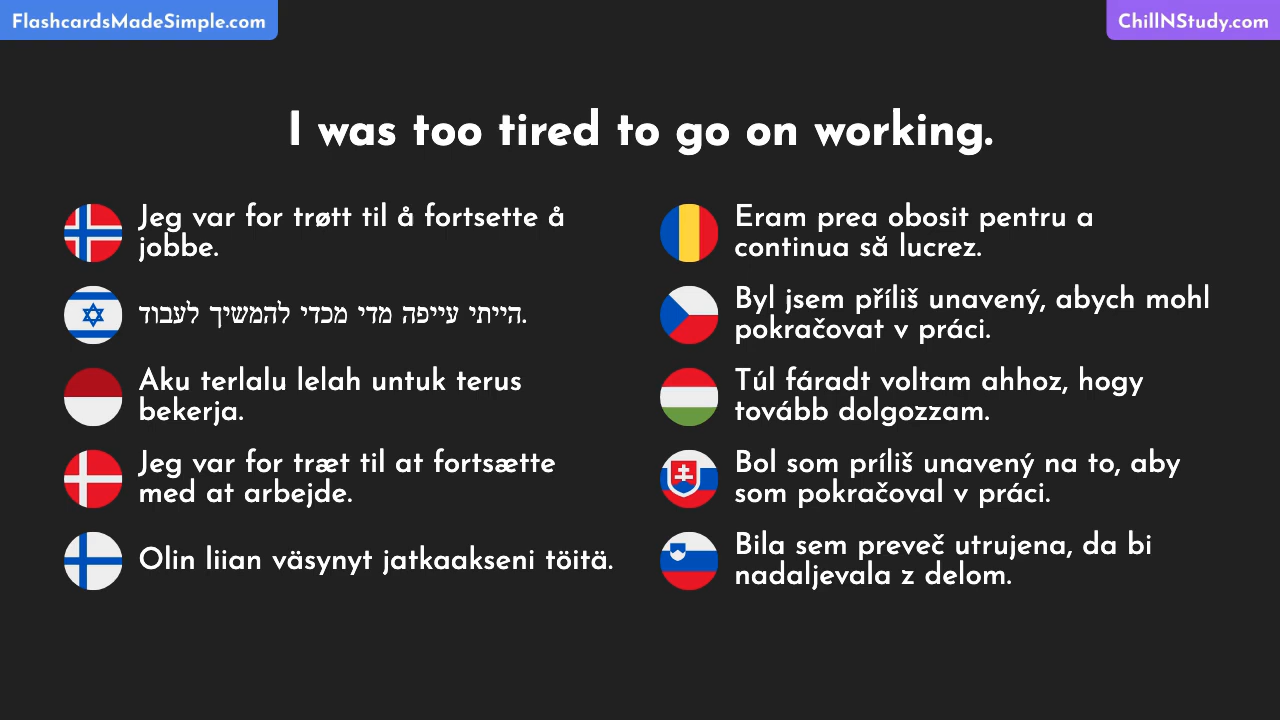 FlashcardsMadeSimple.com
ChillNStudy.com
I was too tired to go on working.
Jeg var for trøtt til å fortsette å
jobbe.
הייתי עייפה מדי מכדי להמשיך לעבוד.
Aku terlalu lelah untuk terus
bekerja.
Jeg var for træt til at fortsætte
med at arbejde.
Olin liian väsynyt jatkaakseni töitä.
Eram prea obosit pentru a
continua să lucrez.
Byl jsem příliš unavený, abych mohl
pokračovat v práci.
Túl fáradt voltam ahhoz, hogy
tovább dolgozzam.
Bol som príliš unavený na to, aby
som pokračoval v práci.
Bila sem preveč utrujena, da bi
nadaljevala z delom.